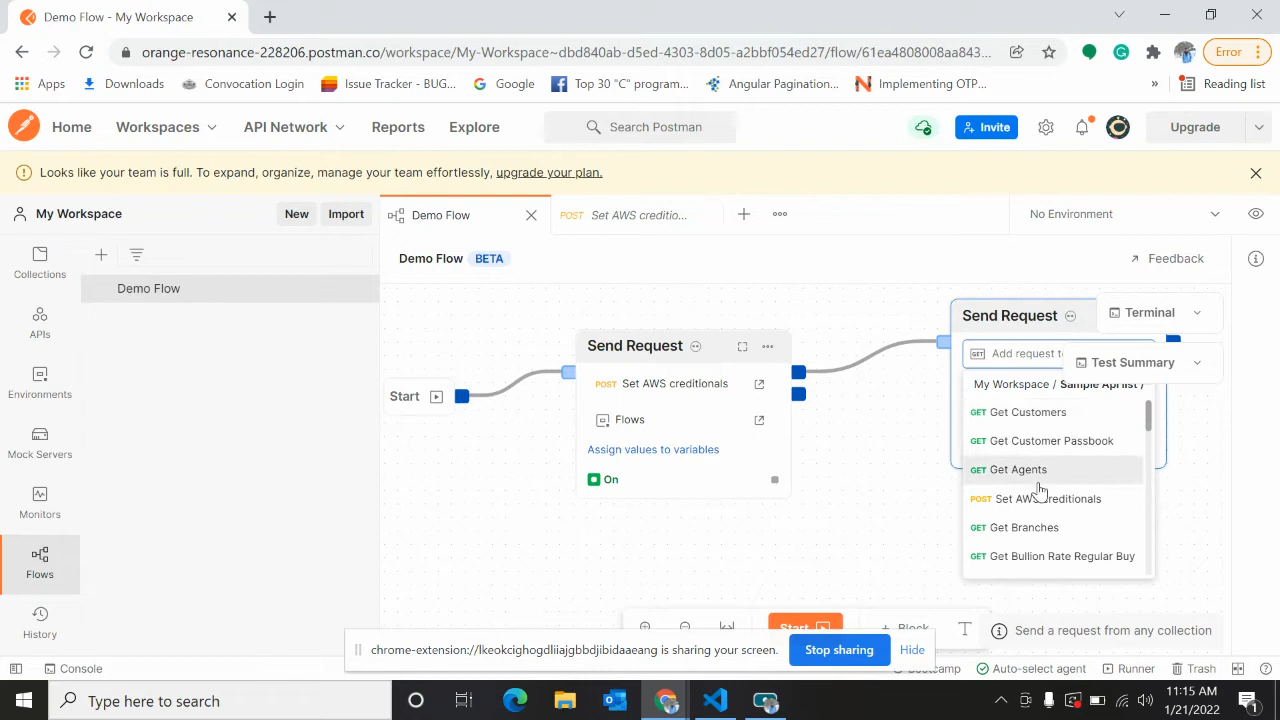 Demo Flow - My Workspace
orange-resonance-228206.postman.co/workspace/My-Workspace~dbd840ab-d5ed-4303-8d05-a2bbf054ed27/flow/61ea4808008aa843...
Error
Apps
Downloads
Convocation Login
Issue Tracker - BUG...
Google
Top 30 "C" program...
Angular Pagination...
Implementing OTP...
»
Reading list
Home
Workspaces
API Network
Reports
Explore
Search Postman
Invite
Upgrade
Looks like your team is full. To expand, organize, manage your team effortlessly, upgrade your plan.
My Workspace
New
Import
Demo Flow
POST Set AWS creditio...
No Environment
Collections
APIs
Environments
Mock Servers
Monitors
Flows
History
Demo Flow
Demo Flow BETA
Feedback
Start
Send Request
POST Set AWS creditionals
Flows
Assign values to variables
On
Send Request
Terminal
GET Add request to
Test Summary
My Workspace / Sample Api list /
GET Get Customers
GET Get Customer Passbook
GET Get Agents
POST Set AWS creditionals
GET Get Branches
GET Get Bullion Rate Regular Buy
Start
Block
T
Send a request from any collection
chrome-extension://lkeokcighogdliiajgbbdjibidaaeang is sharing your screen.
Stop sharing
Hide
Console
Bootcamp
Auto-select agent
Runner
Trash
Type here to search
11:15 AM
1/21/2022
1